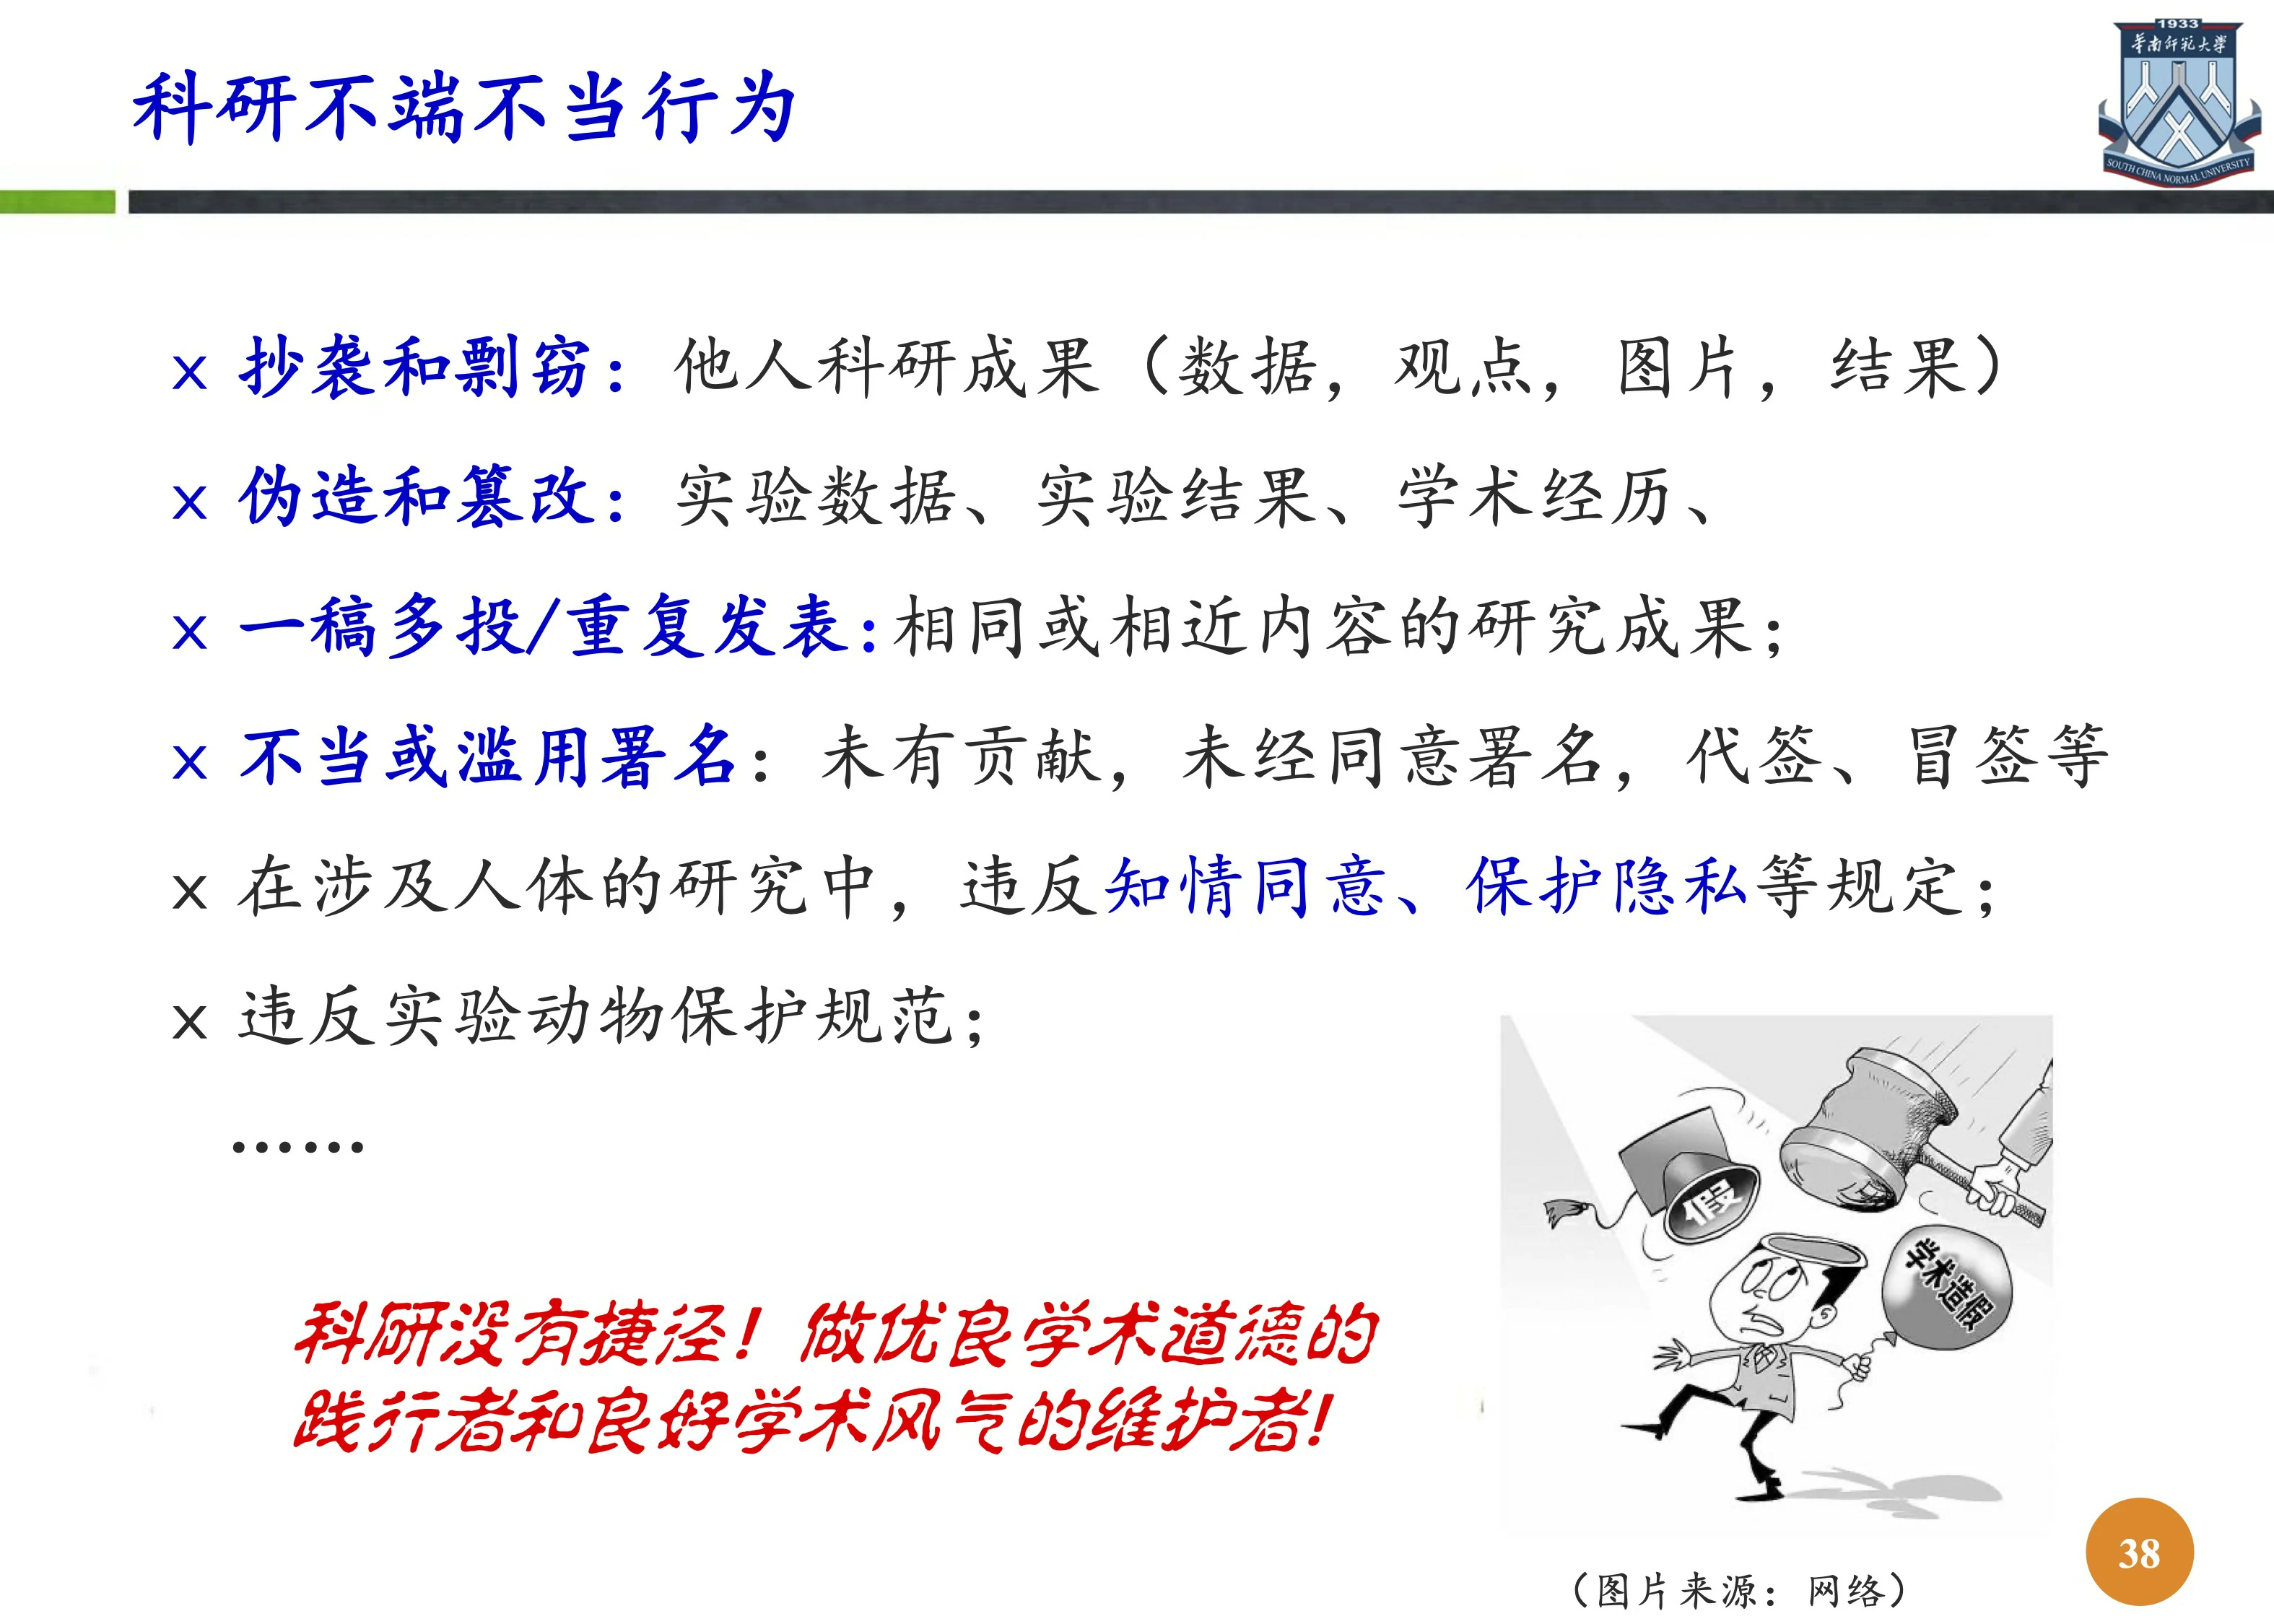 科研不端不当行为
1933
华南师范大学
SOUTH CHINA NORMAL UNIVERSITY
x 抄袭和剽窃：他人科研成果（数据，观点，图片，结果）
x 伪造和篡改：实验数据、实验结果、学术经历、
x 一稿多投/重复发表:相同或相近内容的研究成果；
x 不当或滥用署名：未有贡献，未经同意署名，代签、冒签等
x 在涉及人体的研究中，违反知情同意、保护隐私等规定；
x 违反实验动物保护规范；
……
假
学术造假
科研没有捷径！做优良学术道德的
践行者和良好学术风气的维护者!
（图片来源：网络）
38